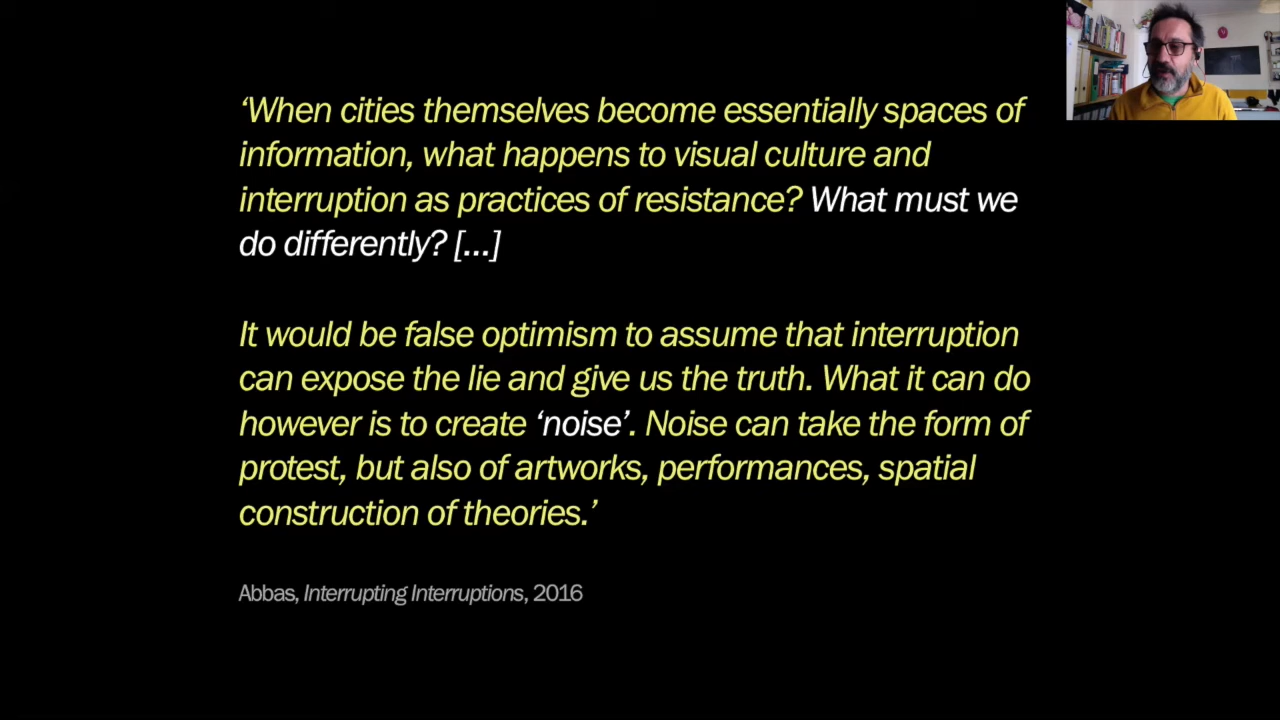 ‘When cities themselves become essentially spaces of
information, what happens to visual culture and
interruption as practices of resistance? What must we
do differently? [...]
It would be false optimism to assume that interruption
can expose the lie and give us the truth. What it can do
however is to create ‘noise’. Noise can take the form of
protest, but also of artworks, performances, spatial
construction of theories.’
Abbas, Interrupting Interruptions, 2016